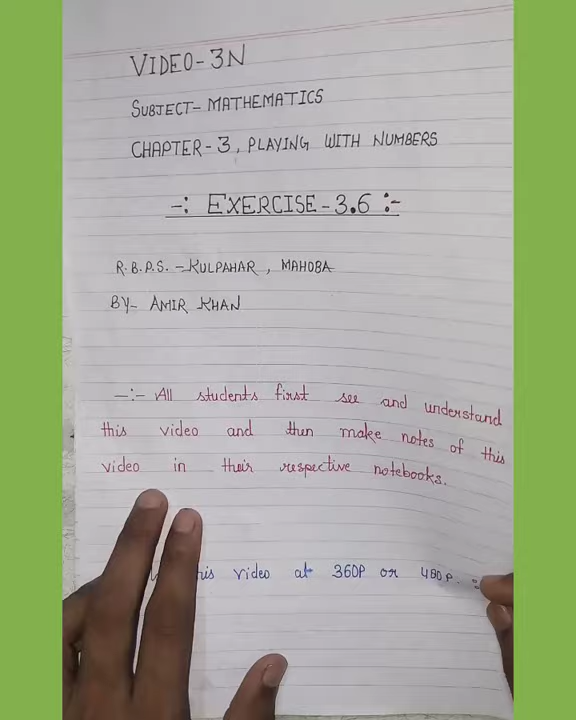 VIDEO-3N
SUBJECT- MATHEMATICS
CHAPTER-3, PLAYING WITH NUMBERS
-: EXERCISE-3.6 :-
R.B.P.S. -KULPAHAR, MAHOBA
BY- AMIR KHAN
-:- All students first see and understand
this video and then make notes of this
video in their respective notebooks.
video at 360P or 480P.